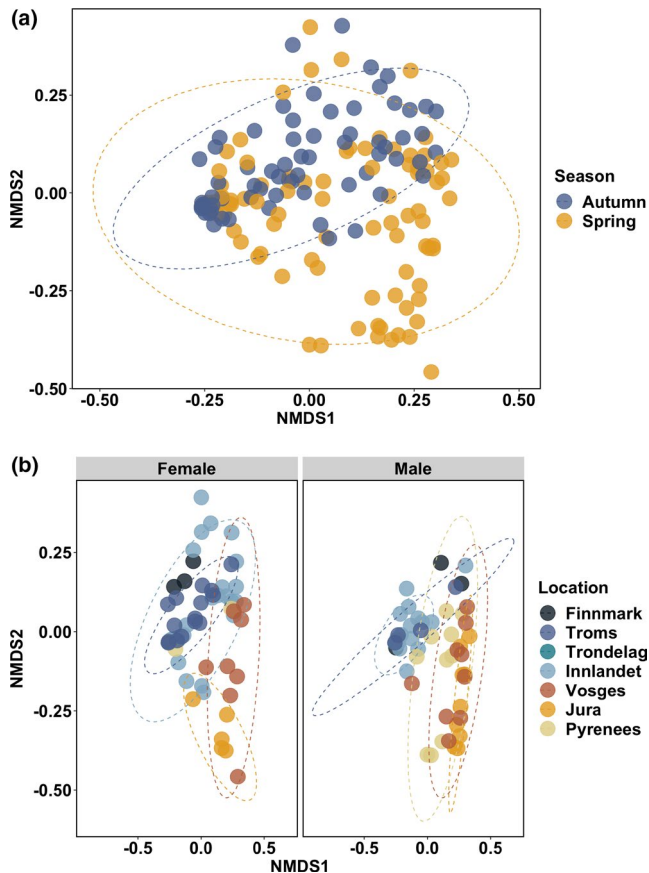 (a)
0.25
0.00
-0.25
-0.50
NMDS2
-0.50 -0.25 0.00 0.25 0.50
NMDS1
Season
Autumn
Spring
(b)
Female Male
0.25
0.00
-0.25
-0.50
NMDS2
-0.5 0.0 0.5 -0.5 0.0 0.5
NMDS1
Location
Finnmark
Troms
Trondelag
Innlandet
Vosges
Jura
Pyrenees